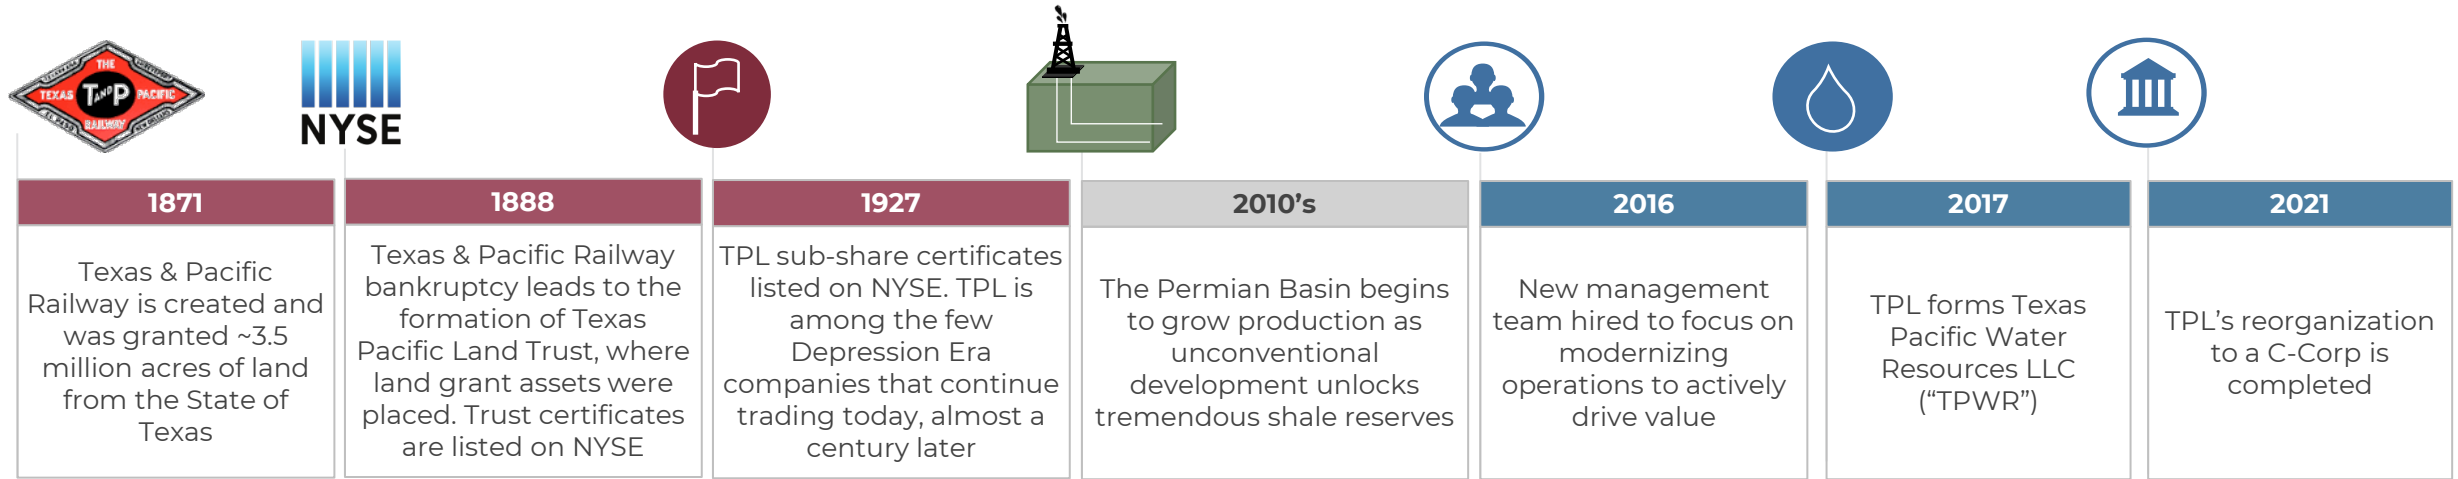 THE
TEXAS T AND P PACIFIC
RAILWAY
EL PASO
NEW ORLEANS
NYSE
1871
Texas & Pacific
Railway is created and
was granted ~3.5
million acres of land
from the State of
Texas
1888
Texas & Pacific Railway
bankruptcy leads to the
formation of Texas
Pacific Land Trust, where
land grant assets were
placed. Trust certificates
are listed on NYSE
1927
TPL sub-share certificates
listed on NYSE. TPL is
among the few
Depression Era
companies that continue
trading today, almost a
century later
2010’s
The Permian Basin begins
to grow production as
unconventional
development unlocks
tremendous shale reserves
2016
New management
team hired to focus on
modernizing
operations to actively
drive value
2017
TPL forms Texas
Pacific Water
Resources LLC
(“TPWR”)
2021
TPL’s reorganization
to a C-Corp is
completed